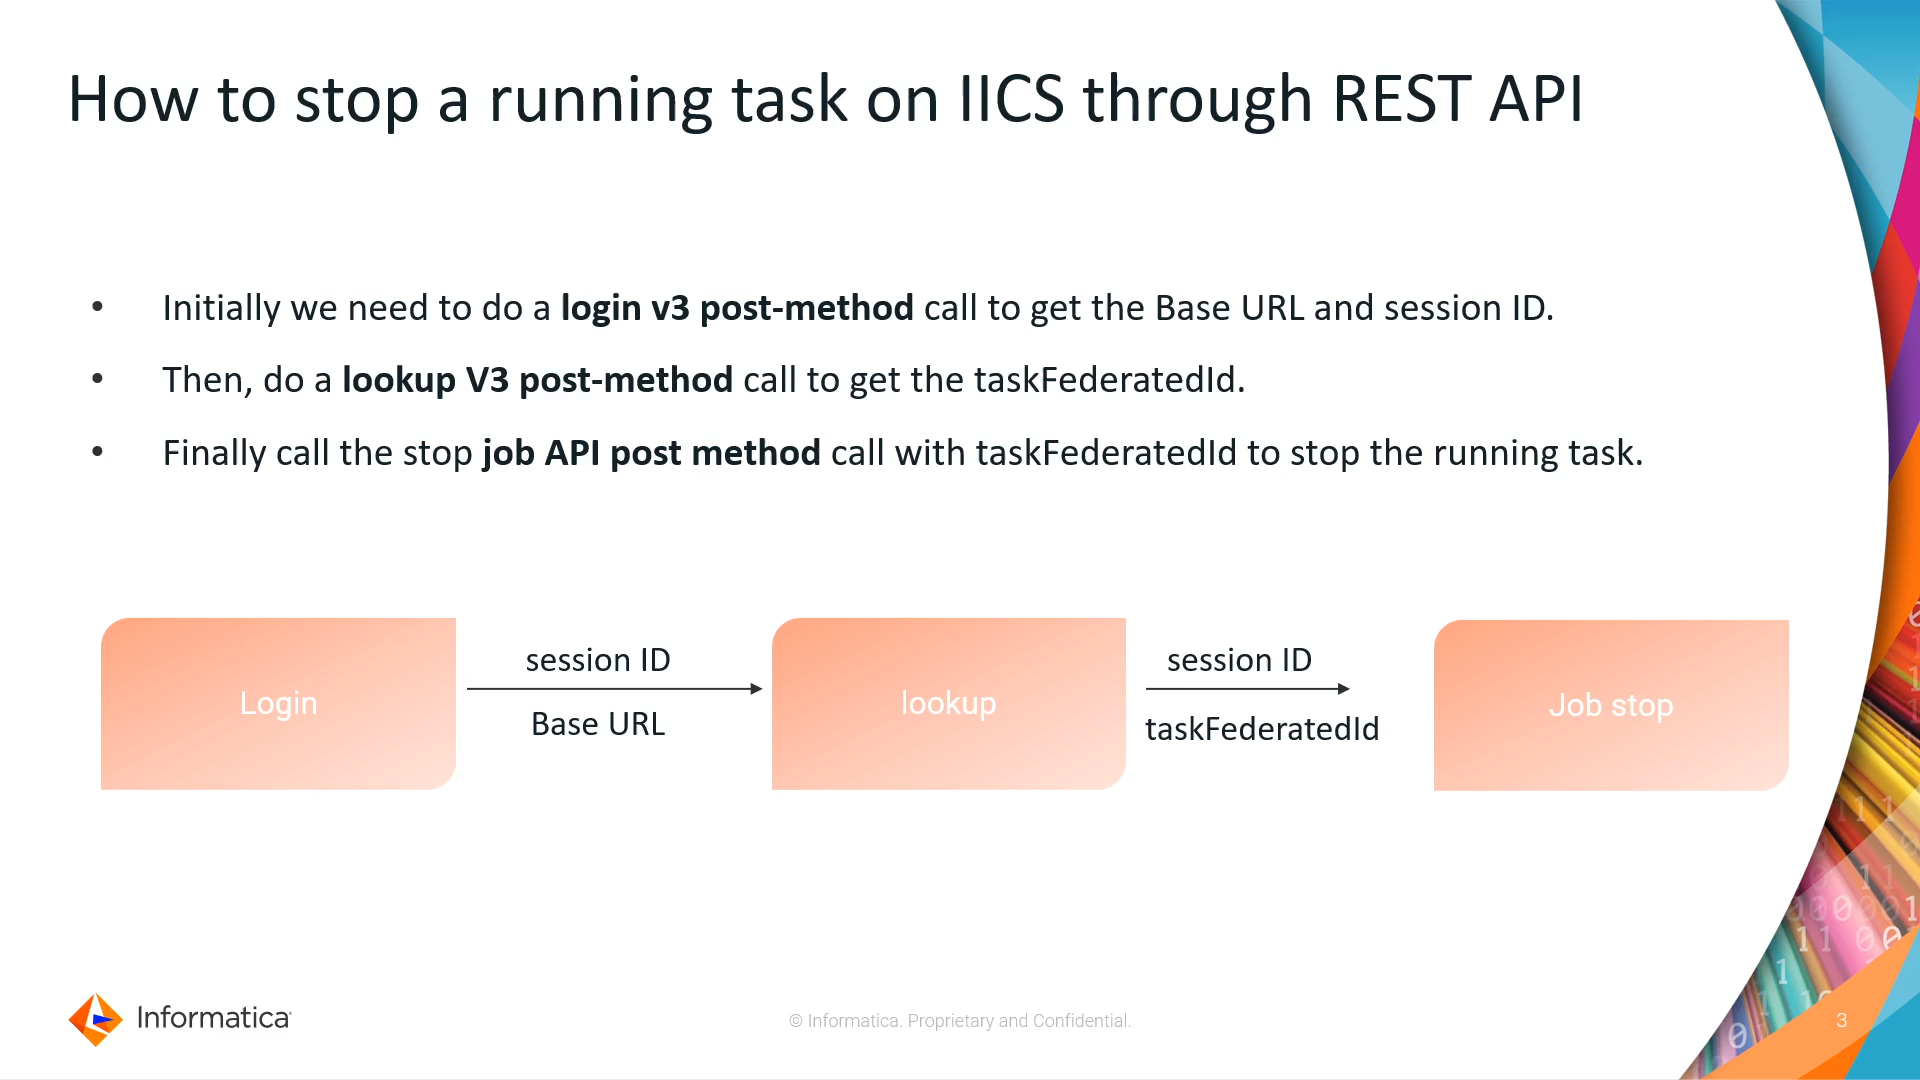 How to stop a running task on IICS through REST API
• Initially we need to do a login v3 post-method call to get the Base URL and session ID.
• Then, do a lookup V3 post-method call to get the taskFederatedId.
• Finally call the stop job API post method call with taskFederatedId to stop the running task.
Login
session ID
Base URL
lookup
session ID
taskFederatedId
Job stop
Informatica
© Informatica. Proprietary and Confidential.
3